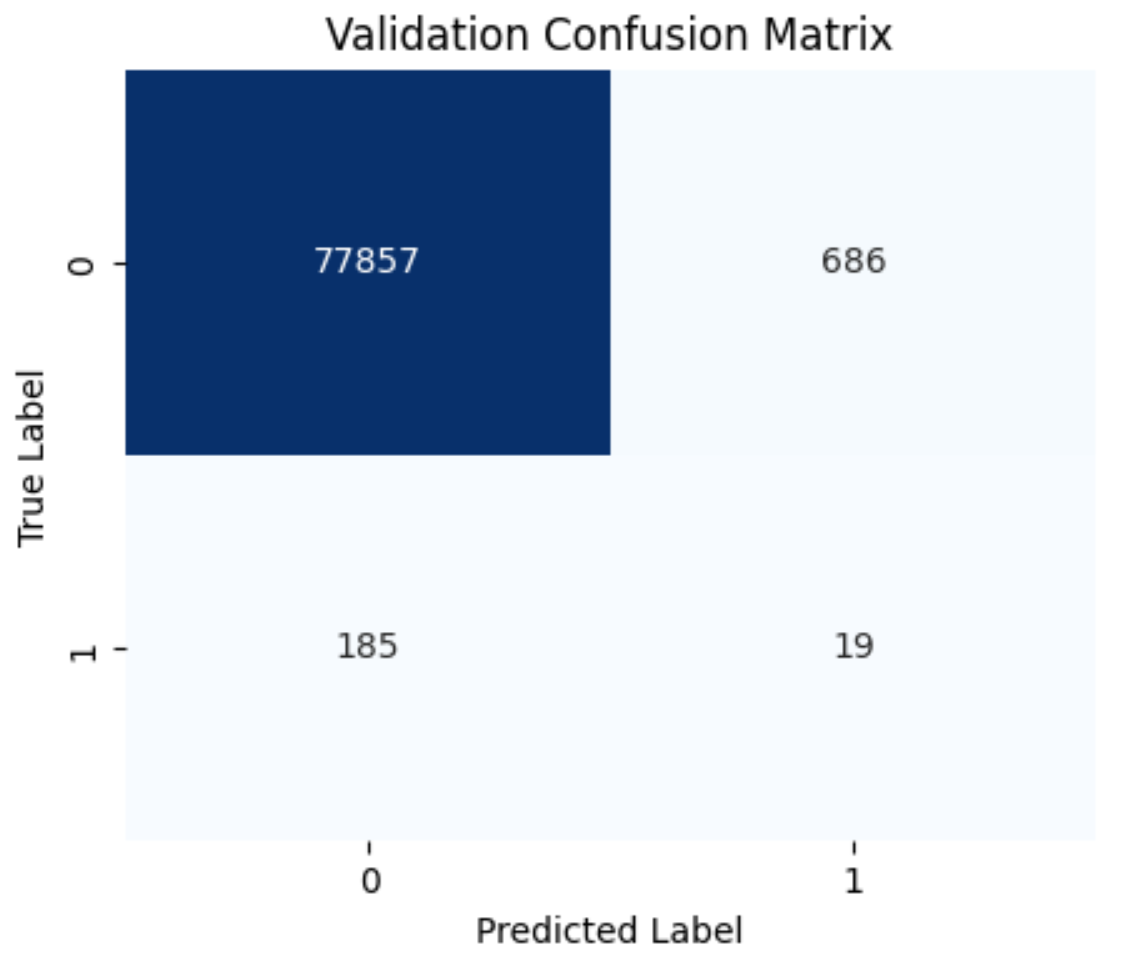 Validation Confusion Matrix
True Label
0
77857
686
1
185
19
0
1
Predicted Label